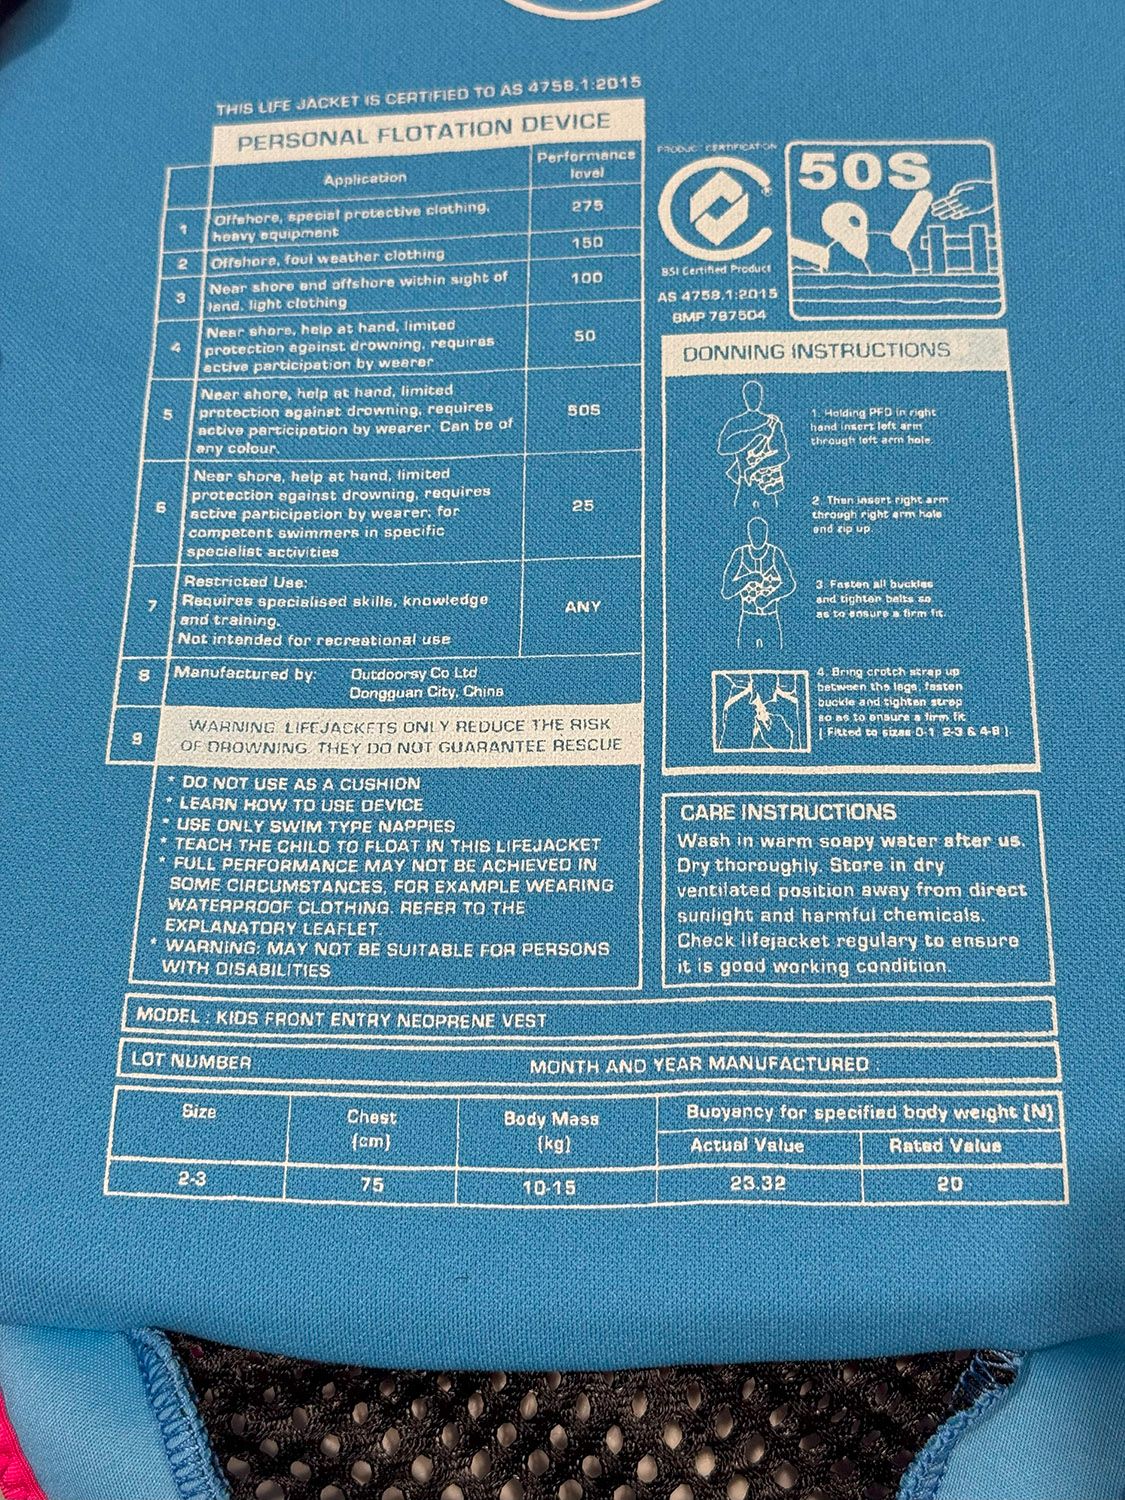 THIS LIFE JACKET IS CERTIFIED TO AS 4758.1:2015
PERSONAL FLOTATION DEVICE
Application
Performance
level
1
Offshore, special protective clothing,
heavy equipment
275
2
Offshore, foul weather clothing
150
3
Near shore and offshore within sight of
land, light clothing
100
4
Near shore, help at hand, limited
protection against drowning, requires
active participation by wearer
50
5
Near shore, help at hand, limited
protection against drowning, requires
active participation by wearer. Can be of
any colour.
50S
6
Near shore, help at hand, limited
protection against drowning, requires
active participation by wearer; for
competent swimmers in specific
specialist activities
25
7
Restricted Use:
Requires specialised skills, knowledge
and training.
Not intended for recreational use
ANY
8
Manufactured by: Outdoorsy Co Ltd
Dongguan City, China
9
WARNING. LIFEJACKETS ONLY REDUCE THE RISK
OF DROWNING. THEY DO NOT GUARANTEE RESCUE
* DO NOT USE AS A CUSHION
* LEARN HOW TO USE DEVICE
* USE ONLY SWIM TYPE NAPPIES
* TEACH THE CHILD TO FLOAT IN THIS LIFEJACKET
* FULL PERFORMANCE MAY NOT BE ACHIEVED IN
SOME CIRCUMSTANCES, FOR EXAMPLE WEARING
WATERPROOF CLOTHING. REFER TO THE
EXPLANATORY LEAFLET.
* WARNING: MAY NOT BE SUITABLE FOR PERSONS
WITH DISABILITIES
PRODUCT CERTIFICATION
BSI Certified Product
AS 4758.1:2015
BMP 787504
50S
DONNING INSTRUCTIONS
1. Holding PFD in right
hand insert left arm
through left arm hole.
2. Then insert right arm
through right arm hole
and zip up.
3. Fasten all buckles
and tighten belts so
as to ensure a firm fit.
4. Bring crotch strap up
between the legs, fasten
buckle and tighten strap
so as to ensure a firm fit
( Fitted to sizes 0-1, 2-3 & 4-6 ).
CARE INSTRUCTIONS
Wash in warm soapy water after us.
Dry thoroughly. Store in dry
ventilated position away from direct
sunlight and harmful chemicals.
Check lifejacket regulary to ensure
it is good working condition.
MODEL : KIDS FRONT ENTRY NEOPRENE VEST
LOT NUMBER MONTH AND YEAR MANUFACTURED :
Size
Chest
(cm)
Body Mass
(kg)
Buoyancy for specified body weight (N)
Actual Value
Rated Value
2-3
75
10-15
23.32
20